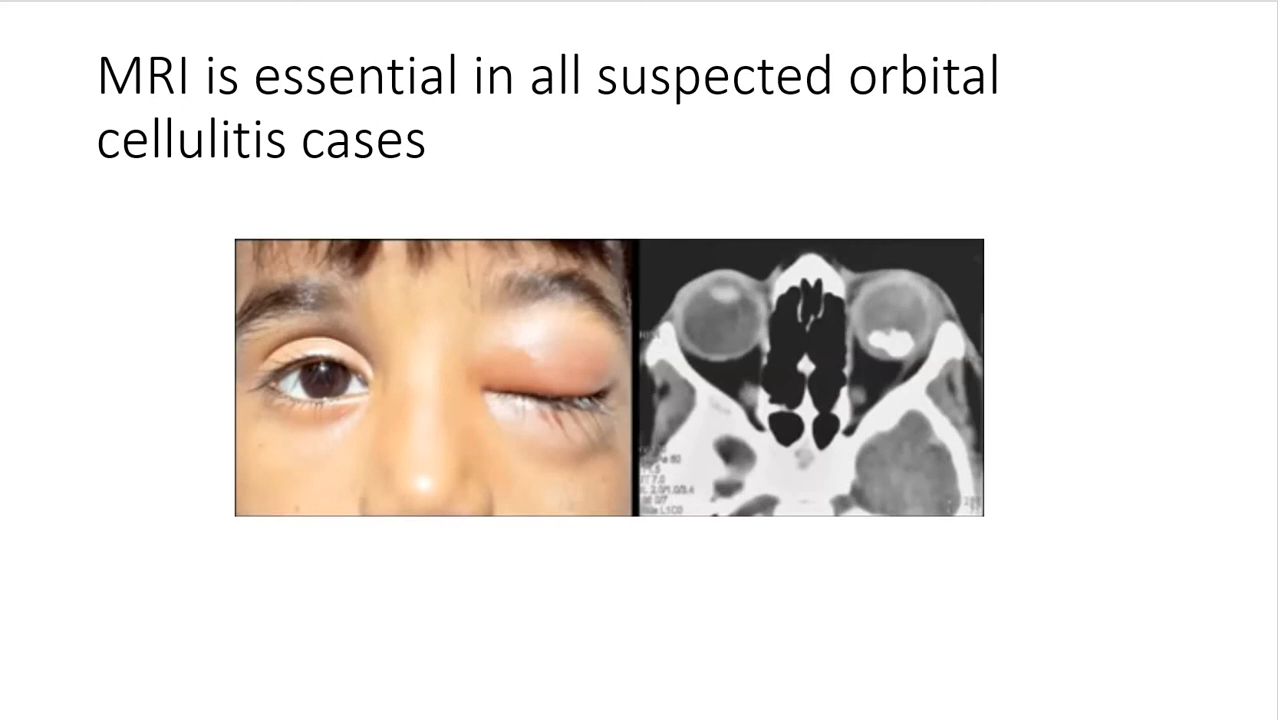 MRI is essential in all suspected orbital
cellulitis cases